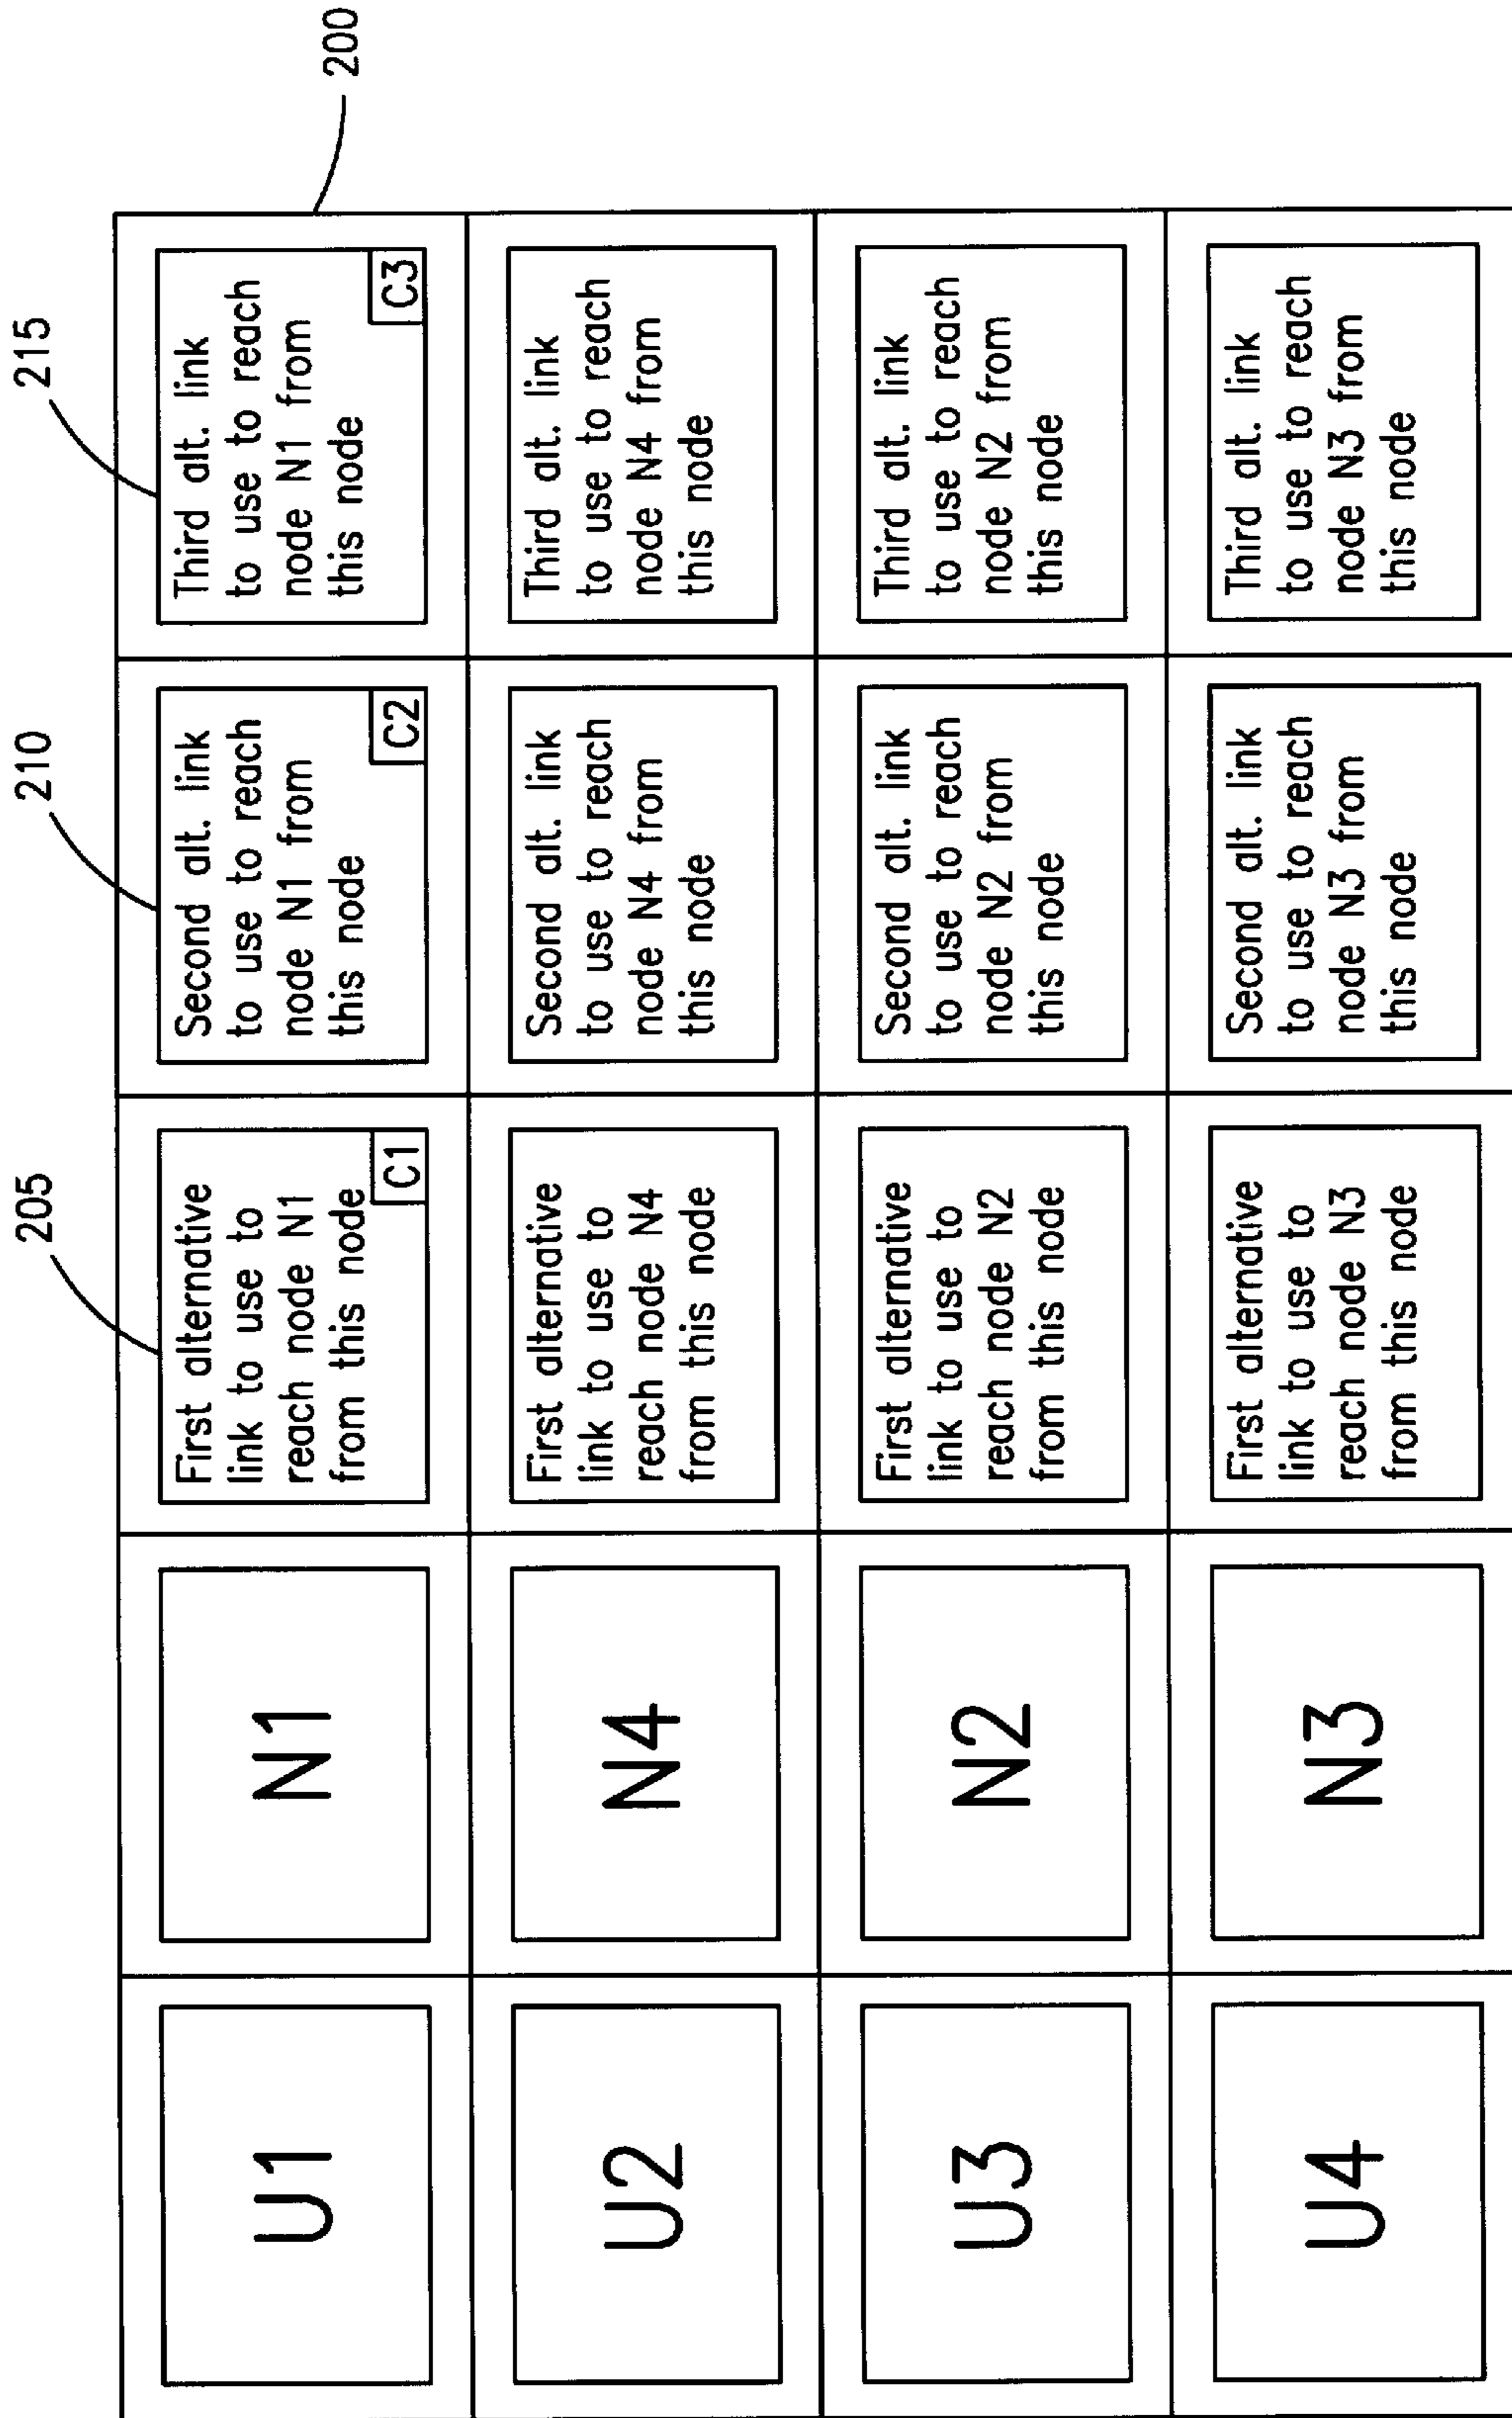 205
210
215
200
U1
N1
First alternative
link to use to
reach node N1
from this node
C1
Second alt. link
to use to reach
node N1 from
this node
C2
Third alt. link
to use to reach
node N1 from
this node
C3
U2
N4
First alternative
link to use to
reach node N4
from this node
Second alt. link
to use to reach
node N4 from
this node
Third alt. link
to use to reach
node N4 from
this node
U3
N2
First alternative
link to use to
reach node N2
from this node
Second alt. link
to use to reach
node N2 from
this node
Third alt. link
to use to reach
node N2 from
this node
U4
N3
First alternative
link to use to
reach node N3
from this node
Second alt. link
to use to reach
node N3 from
this node
Third alt. link
to use to reach
node N3 from
this node